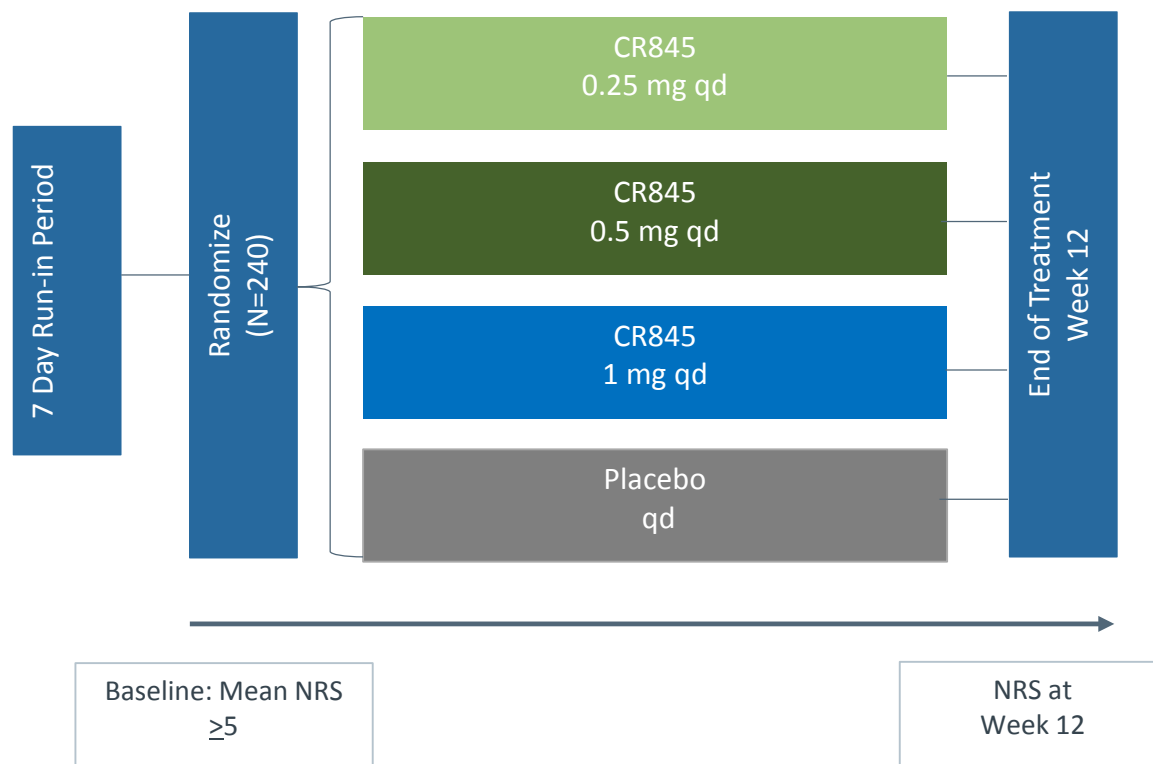 7 Day Run-in Period
Randomize
(N=240)
CR845
0.25 mg qd
CR845
0.5 mg qd
CR845
1 mg qd
Placebo
qd
End of Treatment
Week 12
Baseline: Mean NRS
≥5
NRS at
Week 12